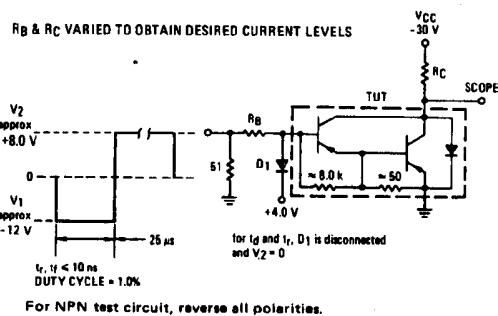 RB & RC VARIED TO OBTAIN DESIRED CURRENT LEVELS
VCC
-30 V
RC
SCOPE
TUT
V2
approx
+8.0 V
RB
51
D1
≈ 8.0 k
≈ 50
0
+4.0 V
V1
approx
-12 V
25 µs
for td and tr, D1 is disconnected
and V2 = 0
tr, tf < 10 ns
DUTY CYCLE = 1.0%
For NPN test circuit, reverse all polarities.